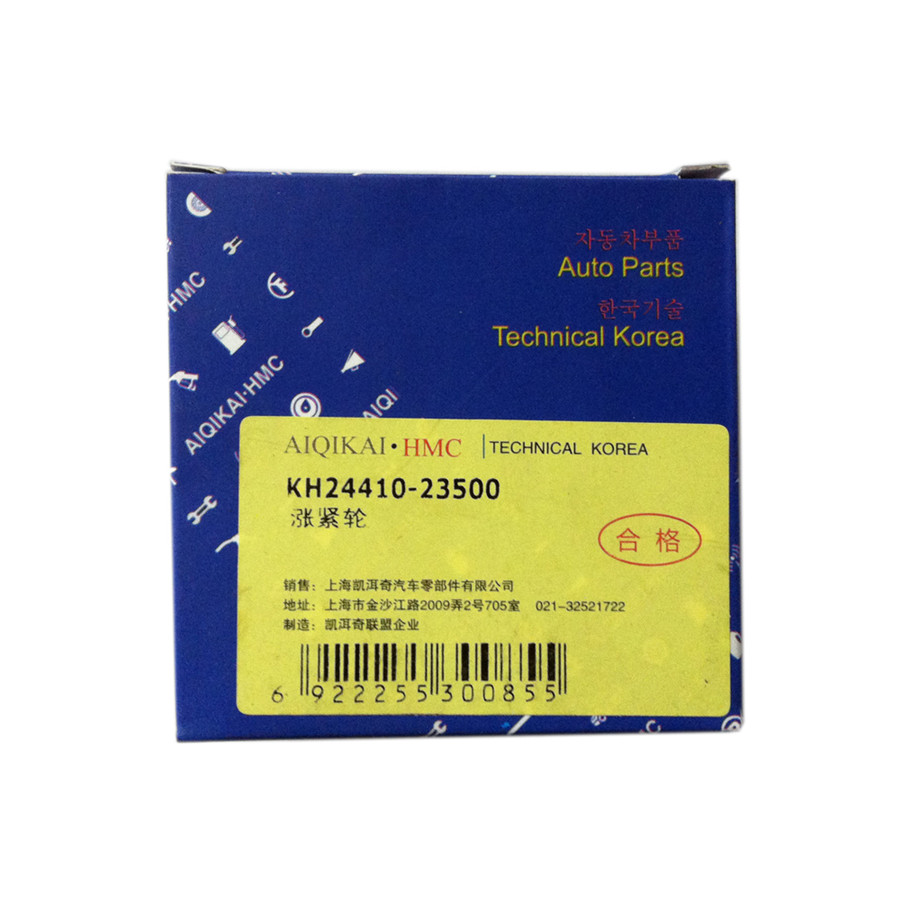 자동차부품
Auto Parts
한국기술
Technical Korea
HMC
F
AIQIKAI·HMC
AIQI
AIQIKAI·HMC | TECHNICAL KOREA
KH24410-23500
涨紧轮
合格
销售：上海凯洱奇汽车零部件有限公司
地址：上海市金沙江路2009弄2号705室 021-32521722
制造：凯洱奇联盟企业
6 922255 300855